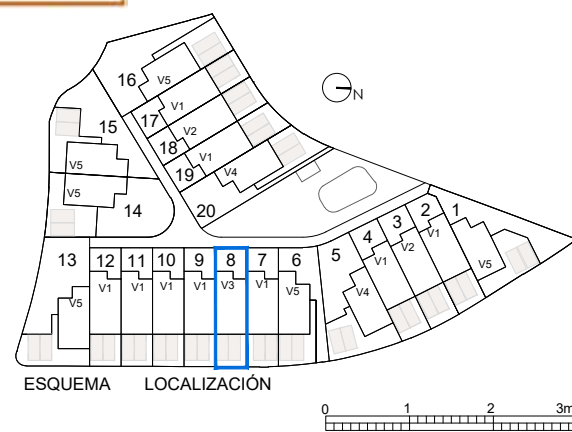 16 V5
17 V1
18 V2
19 V1
20 V4
N
15 V5
14 V5
13 V5
12 V1
11 V1
10 V1
9 V1
8 V3
7 V1
6 V5
5 V4
4 V1
3 V2
2 V1
1 V5
ESQUEMA LOCALIZACIÓN
0 1 2 3m